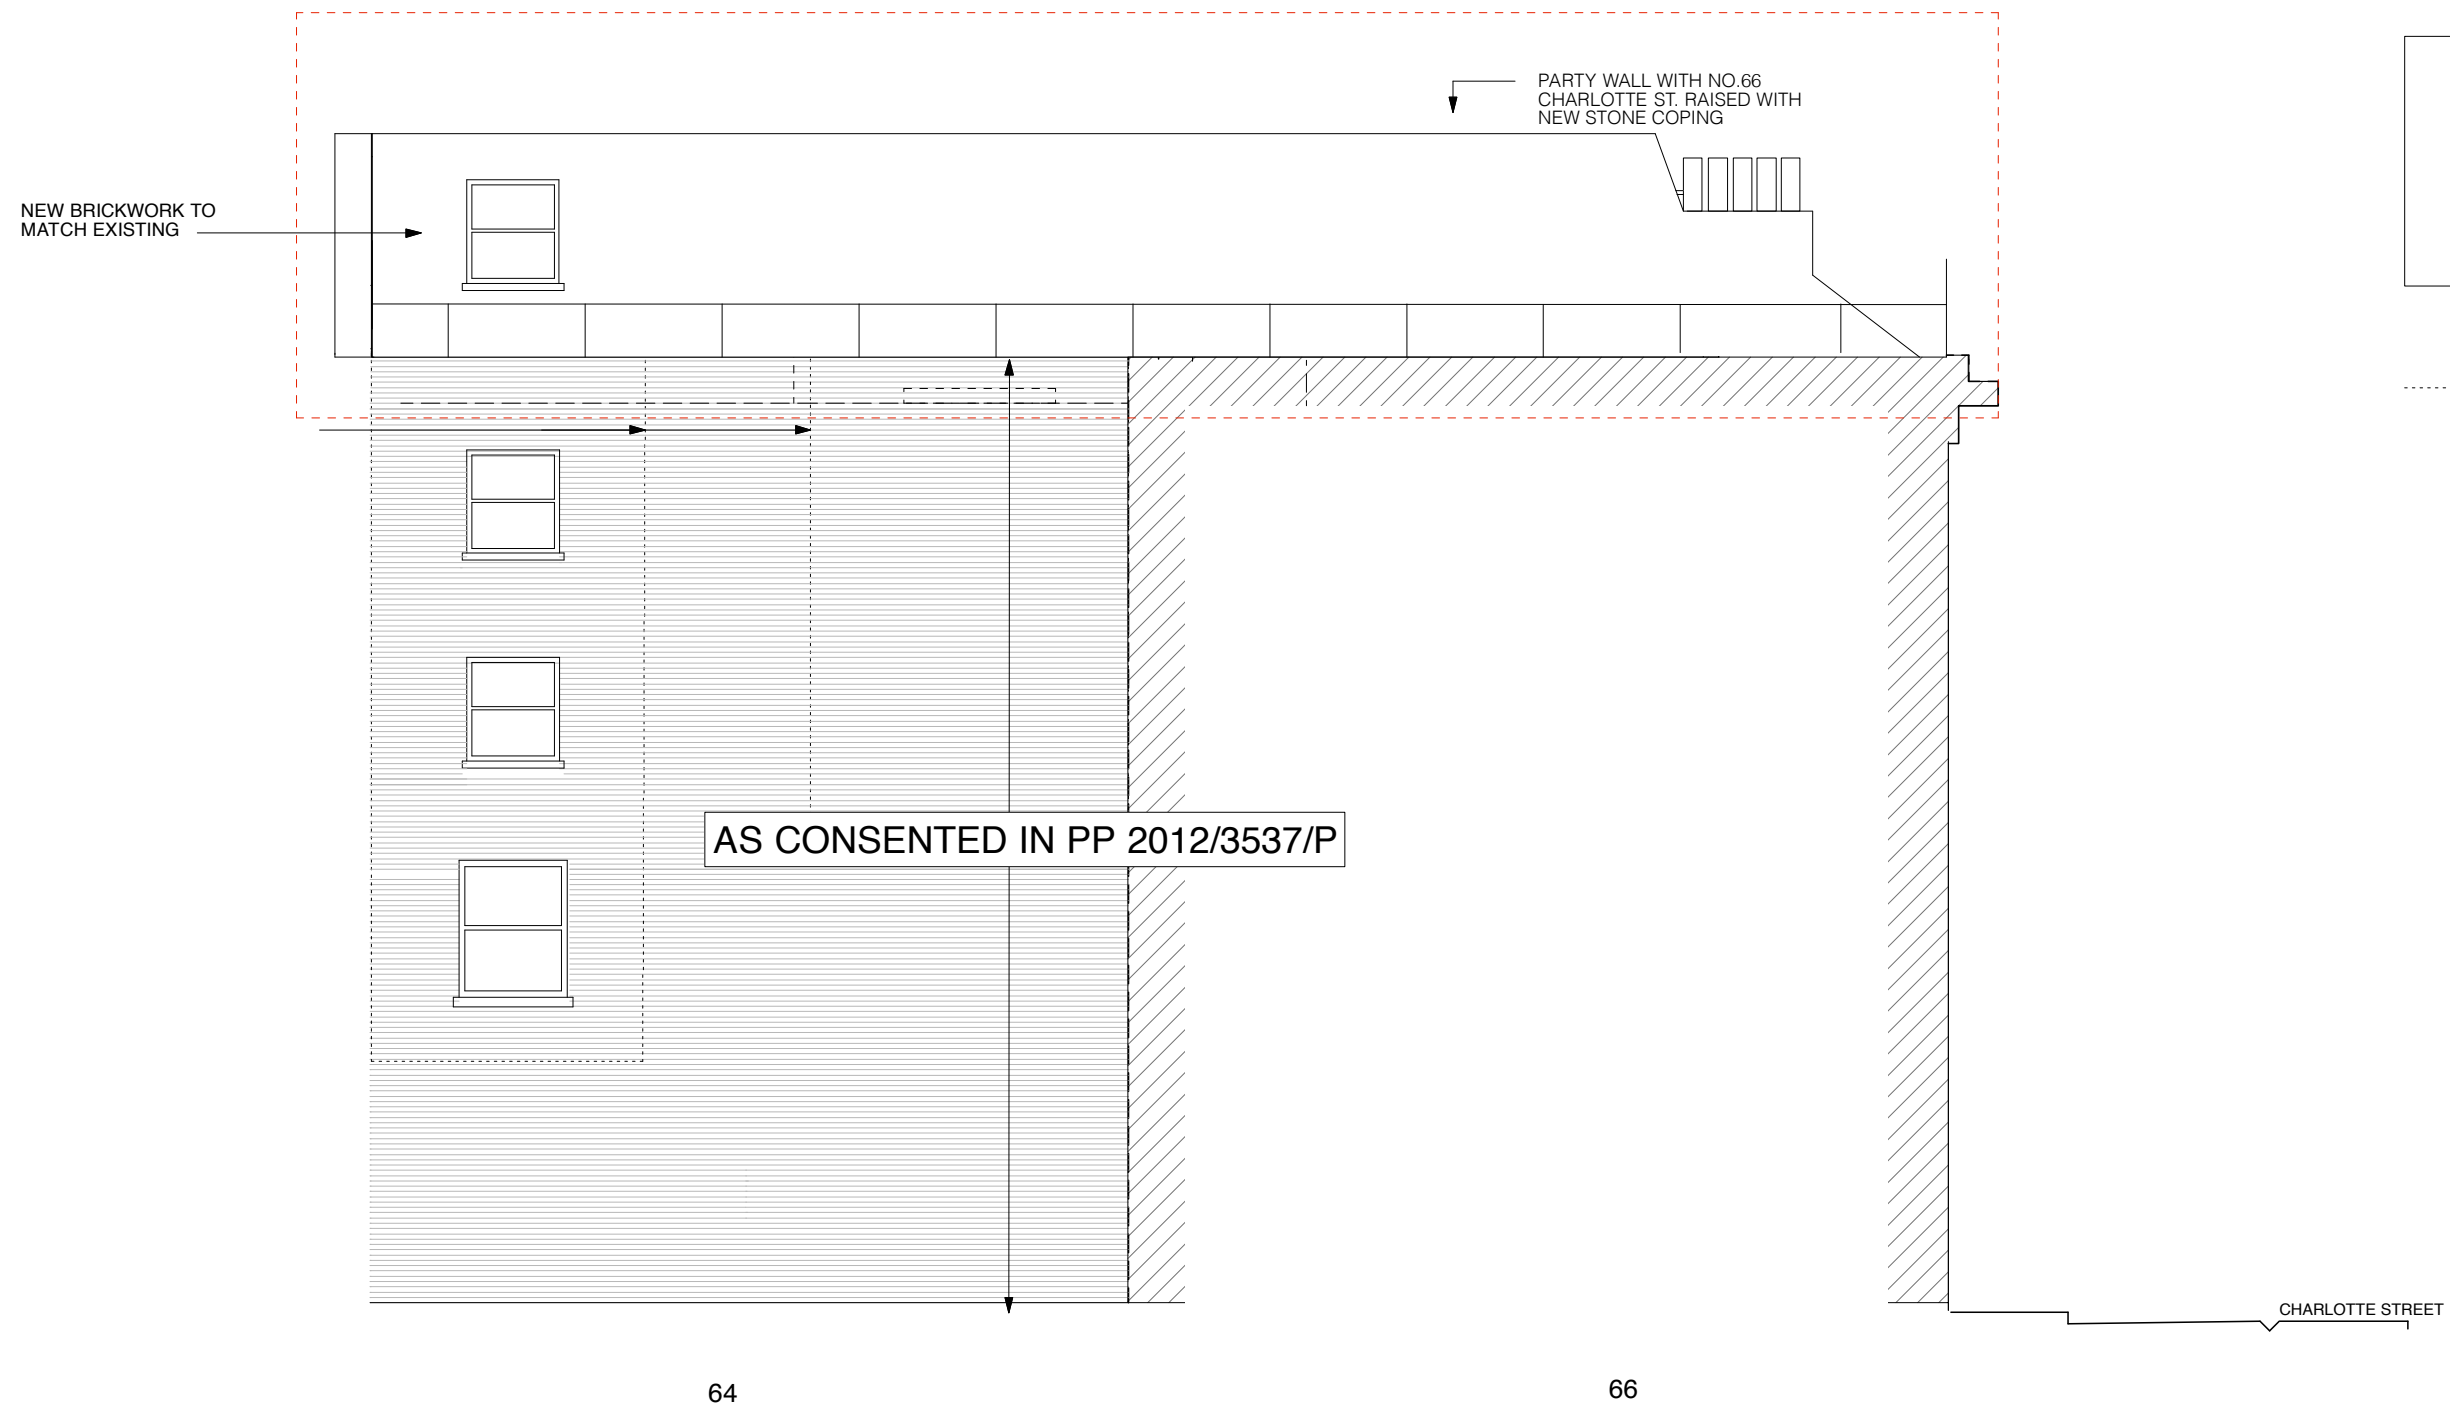 PARTY WALL WITH NO.66
CHARLOTTE ST. RAISED WITH
NEW STONE COPING
NEW BRICKWORK TO
MATCH EXISTING
AS CONSENTED IN PP 2012/3537/P
CHARLOTTE STREET
64
66